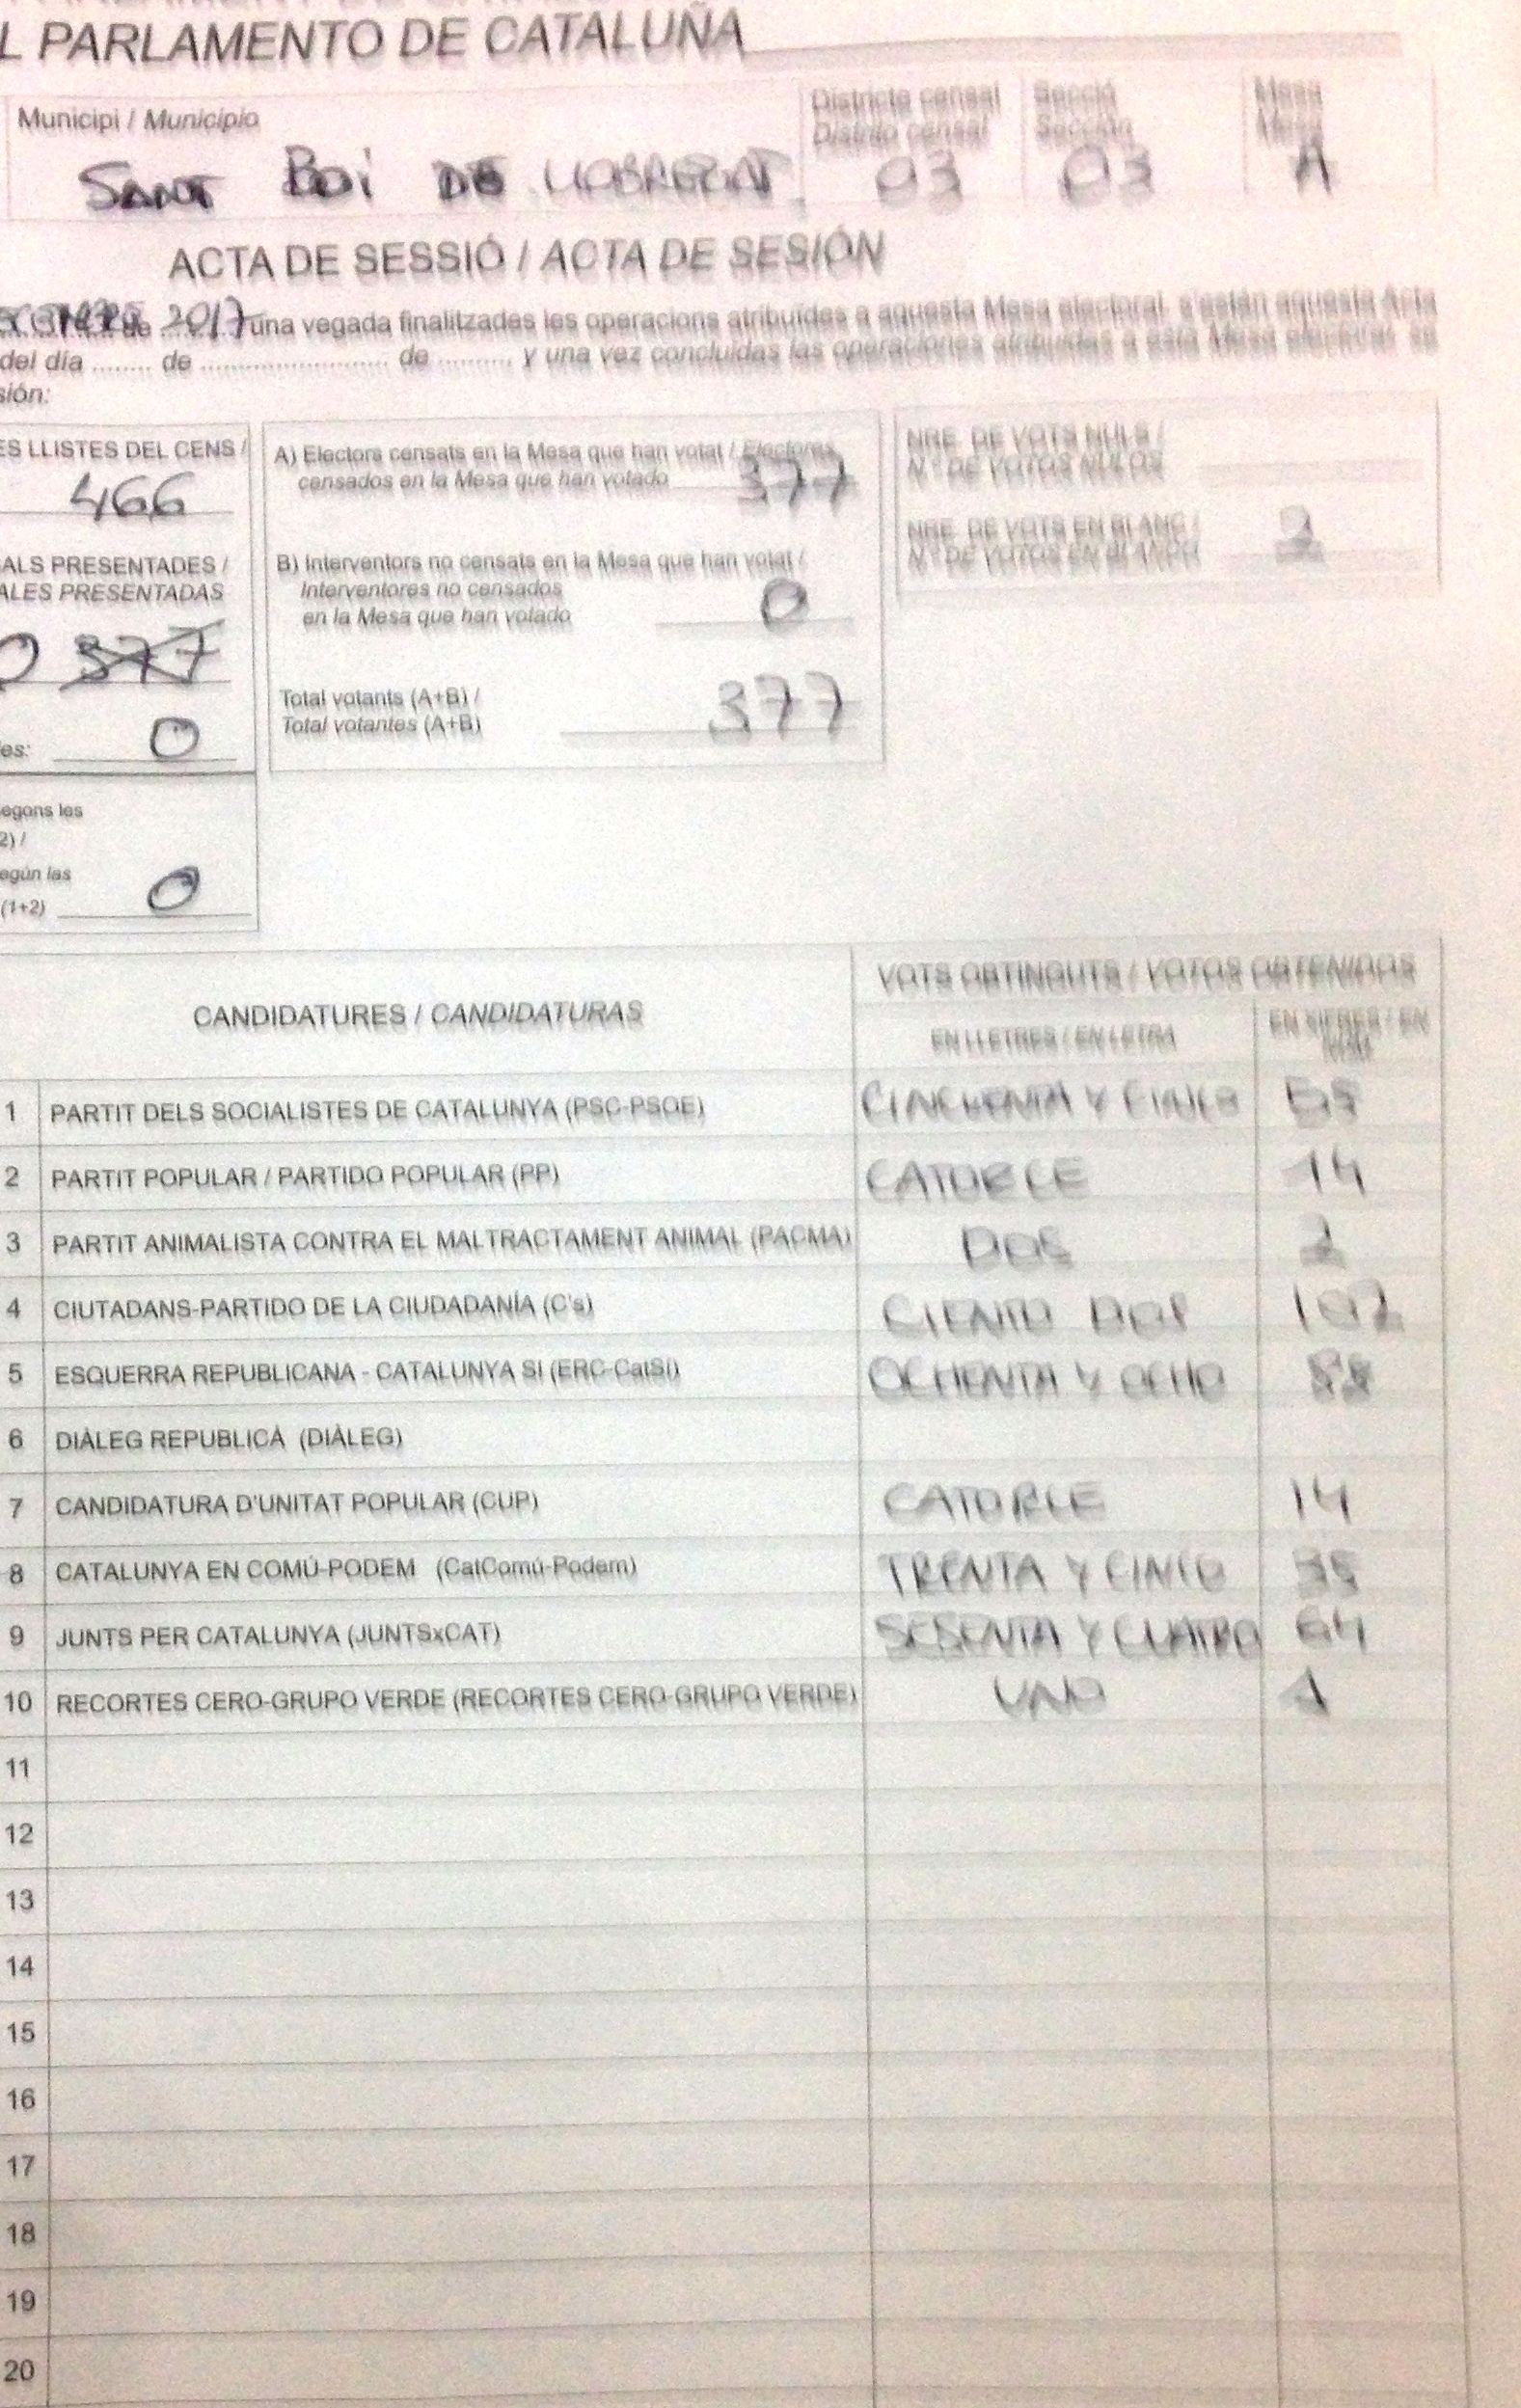 L PARLAMENTO DE CATALUÑA
Municipi / Municipio
SANT BOI DE LLOBREGAT
Districte censal
Distrito censal
03
Secció
Sección
03
Mesa
Mesa
A
ACTA DE SESSIÓ / ACTA DE SESIÓN
de 2017 una vegada finalitzades les operacions atribuïdes a aquesta Mesa electoral s'estén aquesta Acta
del día ........ de ........................ de ........ y una vez concluidas las operaciones atribuidas a esta Mesa electoral se
sión:
ES LLISTES DEL CENS /
466
ALS PRESENTADES /
ALES PRESENTADAS
0 377
es:
0
egons les
2) /
egún las
(1+2)
0
A) Electors censats en la Mesa que han votat / Electores
censados en la Mesa que han votado
377
B) Interventors no censats en la Mesa que han votat /
Interventores no censados
en la Mesa que han votado
0
Total votants (A+B) /
Total votantes (A+B)
377
NRE. DE VOTS NULS /
N.º DE VOTOS NULOS
NRE. DE VOTS EN BLANC /
N.º DE VOTOS EN BLANCO
2
CANDIDATURES / CANDIDATURAS
VOTS OBTINGUTS / VOTOS OBTENIDOS
EN LLETRES / EN LETRA
EN
1 PARTIT DELS SOCIALISTES DE CATALUNYA (PSC-PSOE) CINCUENTA Y CINCO 55
2 PARTIT POPULAR / PARTIDO POPULAR (PP) CATORCE 14
3 PARTIT ANIMALISTA CONTRA EL MALTRACTAMENT ANIMAL (PACMA) DOS 2
4 CIUTADANS-PARTIDO DE LA CIUDADANÍA (C's) CIENTO DOS 102
5 ESQUERRA REPUBLICANA - CATALUNYA SÍ (ERC-CatSí) OCHENTA Y OCHO 88
6 DIÀLEG REPUBLICÀ (DIÀLEG)
7 CANDIDATURA D'UNITAT POPULAR (CUP) CATORCE 14
8 CATALUNYA EN COMÚ-PODEM (CatComú-Podem) TRENTA Y CINCO 35
9 JUNTS PER CATALUNYA (JUNTSxCAT) SESENTA Y CUATRO 64
10 RECORTES CERO-GRUPO VERDE (RECORTES CERO-GRUPO VERDE) UNO 1
11
12
13
14
15
16
17
18
19
20